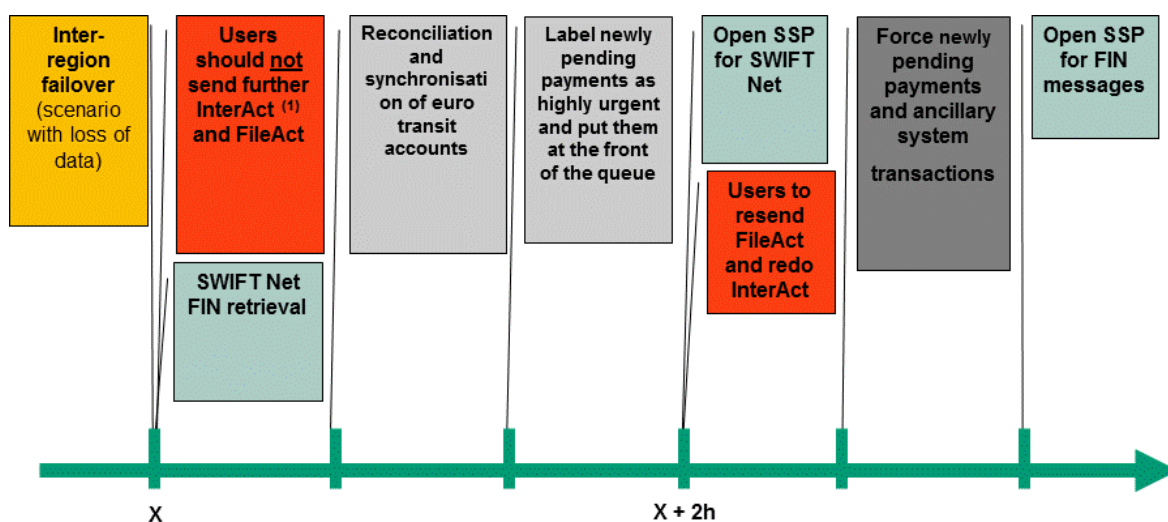 Inter-
region
failover
(scenario
with loss of
data)
Users
should not
send further
InterAct (1)
and FileAct
SWIFT Net
FIN retrieval
Reconciliation
and
synchronisati
on of euro
transit
accounts
Label newly
pending
payments as
highly urgent
and put them
at the front
of the queue
Open SSP
for SWIFT
Net
Users to
resend
FileAct
and redo
InterAct
Force newly
pending
payments
and ancillary
system
transactions
Open SSP
for FIN
messages
X
X + 2h